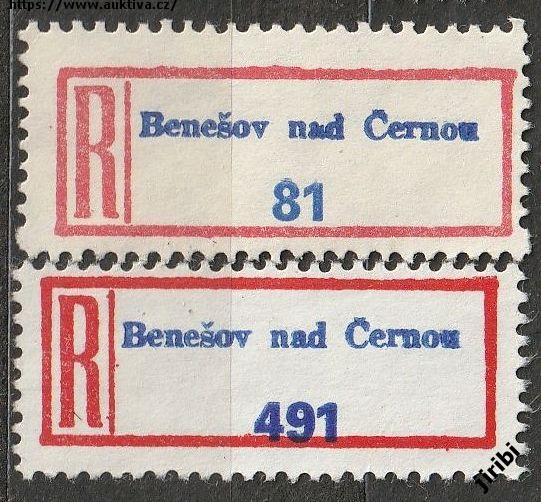 https://www.auktiva.cz/
R
Benešov nad Černou
81
R
Benešov nad Černou
491
jiribi